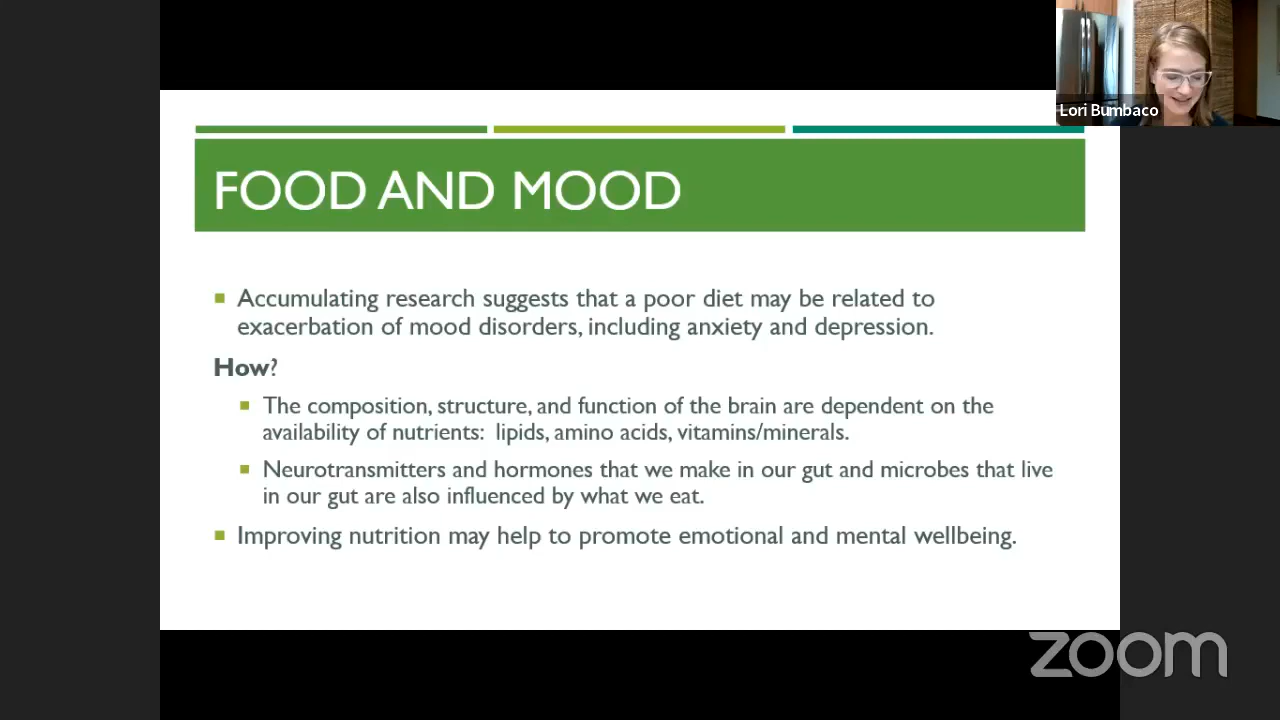 Lori Bumbaco
FOOD AND MOOD
Accumulating research suggests that a poor diet may be related to
exacerbation of mood disorders, including anxiety and depression.
How?
The composition, structure, and function of the brain are dependent on the
availability of nutrients: lipids, amino acids, vitamins/minerals.
Neurotransmitters and hormones that we make in our gut and microbes that live
in our gut are also influenced by what we eat.
Improving nutrition may help to promote emotional and mental wellbeing.
zoom